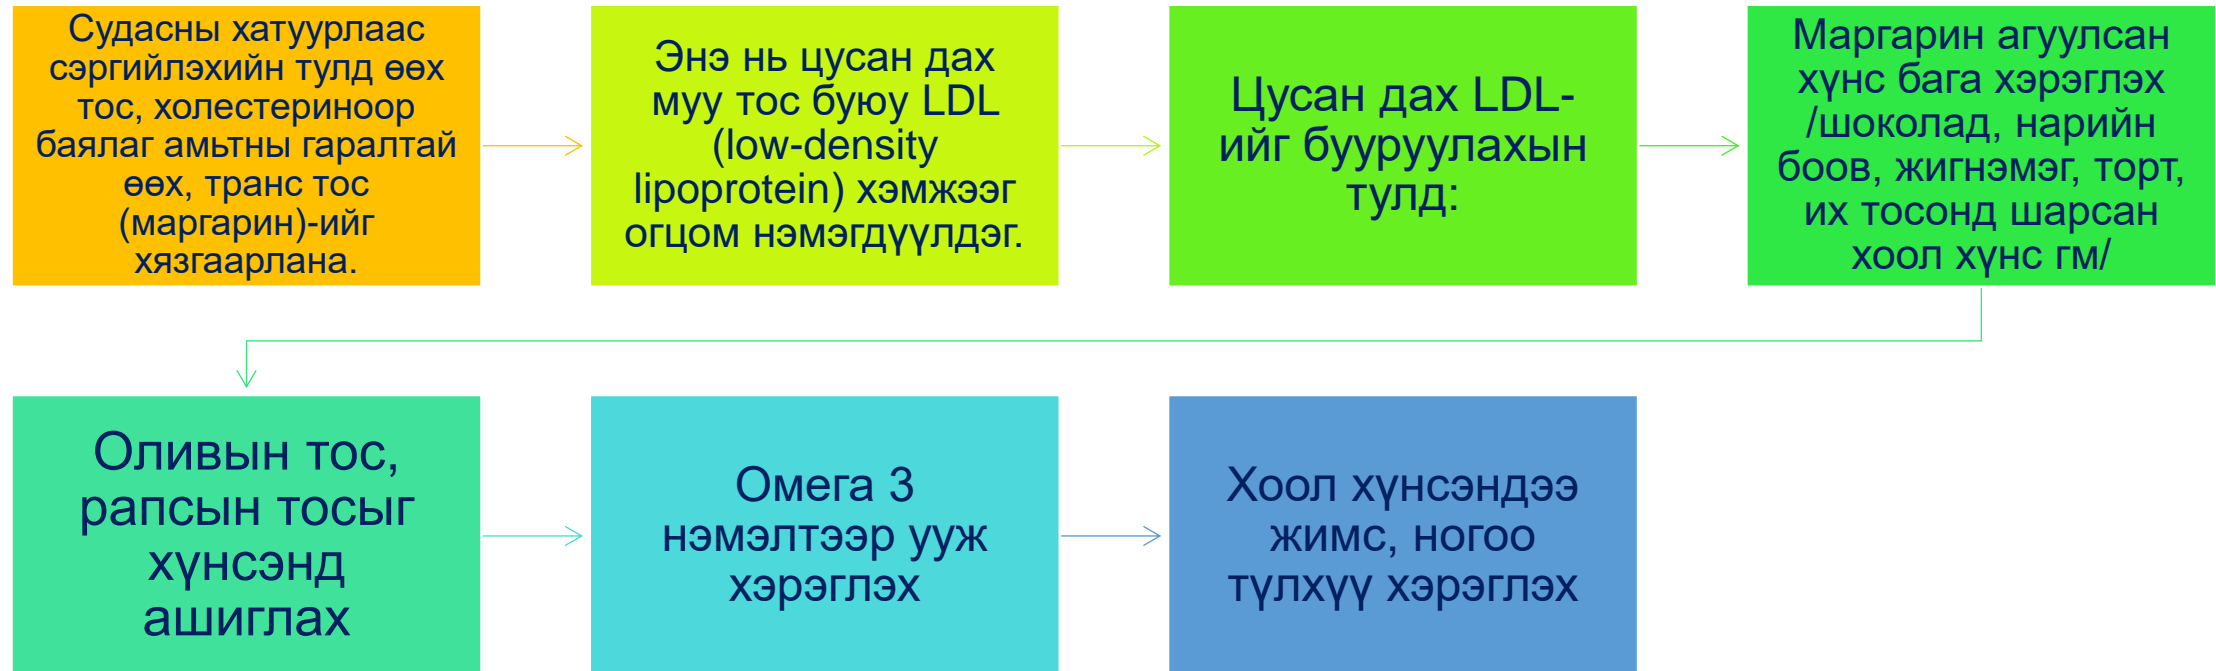 Судасны хатуурлаас
сэргийлэхийн тулд өөх
тос, холестериноор
баялаг амьтны гаралтай
өөх, транс тос
(маргарин)-ийг
хязгаарлана.
Энэ нь цусан дах
муу тос буюу LDL
(low-density
lipoprotein) хэмжээг
огцом нэмэгдүүлдэг.
Цусан дах LDL-
ийг бууруулахын
тулд:
Маргарин агуулсан
хүнс бага хэрэглэх
/шоколад, нарийн
боов, жигнэмэг, торт,
их тосонд шарсан
хоол хүнс гм/
Оливын тос,
рапсын тосыг
хүнсэнд
ашиглах
Омега 3
нэмэлтээр ууж
хэрэглэх
Хоол хүнсэндээ
жимс, ногоо
түлхүү хэрэглэх